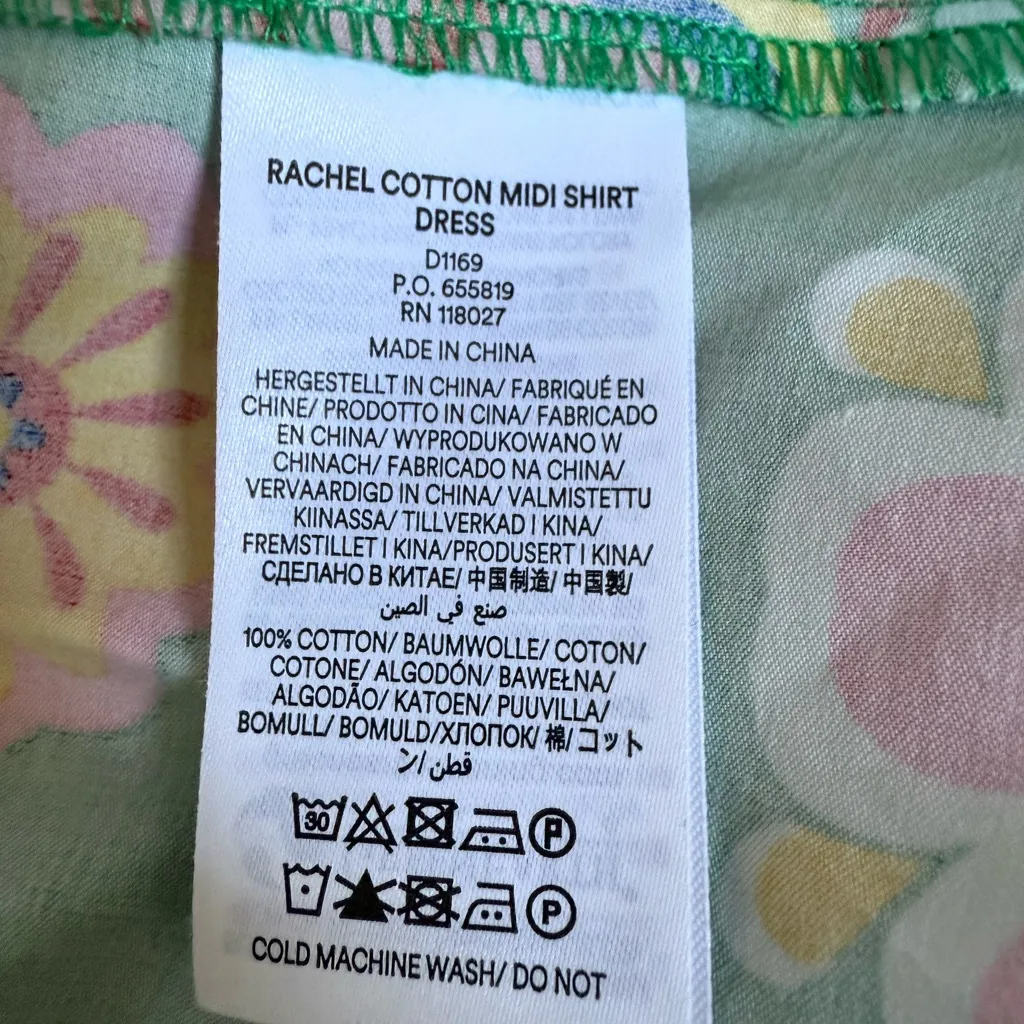 RACHEL COTTON MIDI SHIRT
DRESS
D1169
P.O. 655819
RN 118027
MADE IN CHINA
HERGESTELLT IN CHINA/ FABRIQUÉ EN
CHINE/ PRODOTTO IN CINA/ FABRICADO
EN CHINA/ WYPRODUKOWANO W
CHINACH/ FABRICADO NA CHINA/
VERVAARDIGD IN CHINA/ VALMISTETTU
KIINASSA/ TILLVERKAD I KINA/
FREMSTILLET I KINA/PRODUSERT I KINA/
СДЕЛАНО В КИТАЕ/ 中国制造/ 中国製/
صنع في الصين
100% COTTON/ BAUMWOLLE/ COTON/
COTONE/ ALGODÓN/ BAWEŁNA/
ALGODÃO/ KATOEN/ PUUVILLA/
BOMULL/ BOMULD/ХЛОПОК/ 棉/ コット
ン/ قطن
30
P
P
COLD MACHINE WASH/ DO NOT